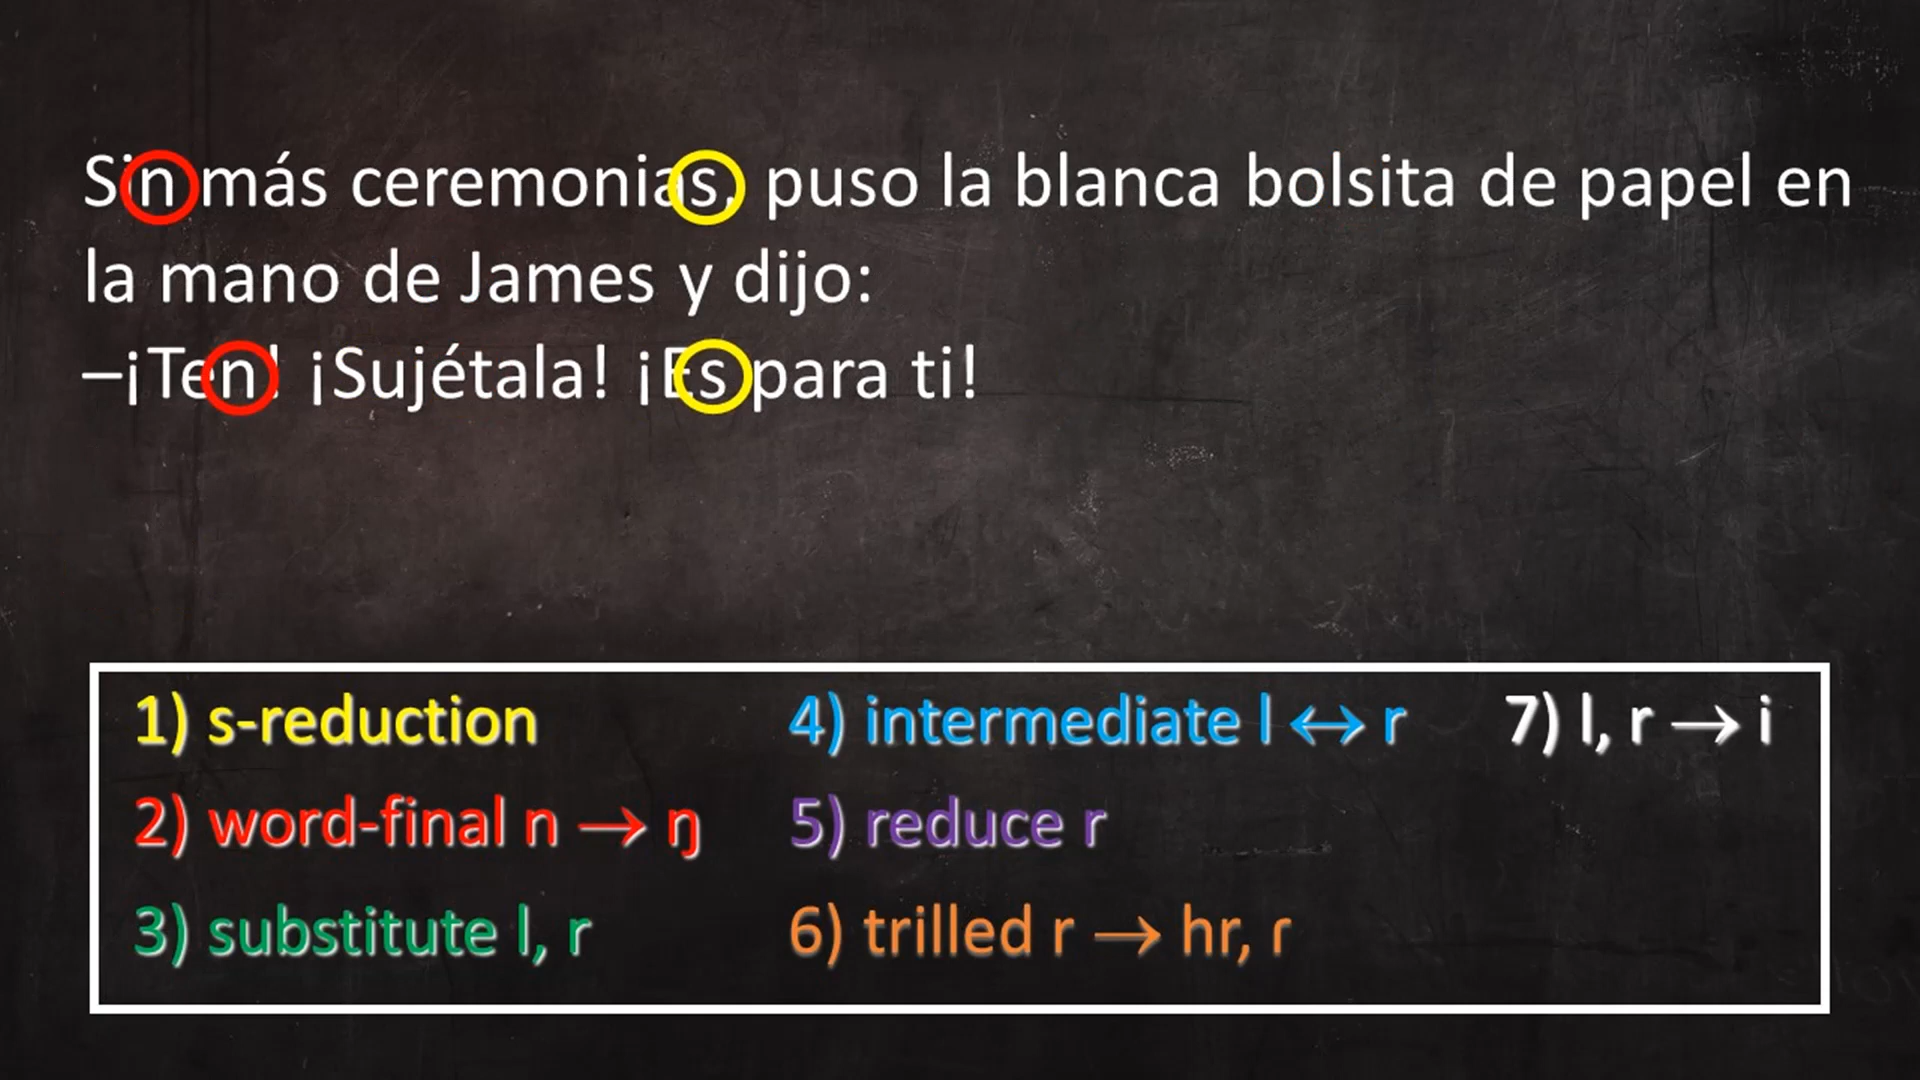 Sin más ceremonias, puso la blanca bolsita de papel en
la mano de James y dijo:
–¡Ten! ¡Sujétala! ¡Es para ti!
1) s-reduction
2) word-final n → ŋ
3) substitute l, r
4) intermediate l ↔ r
5) reduce r
6) trilled r → hr, ɾ
7) l, r → i